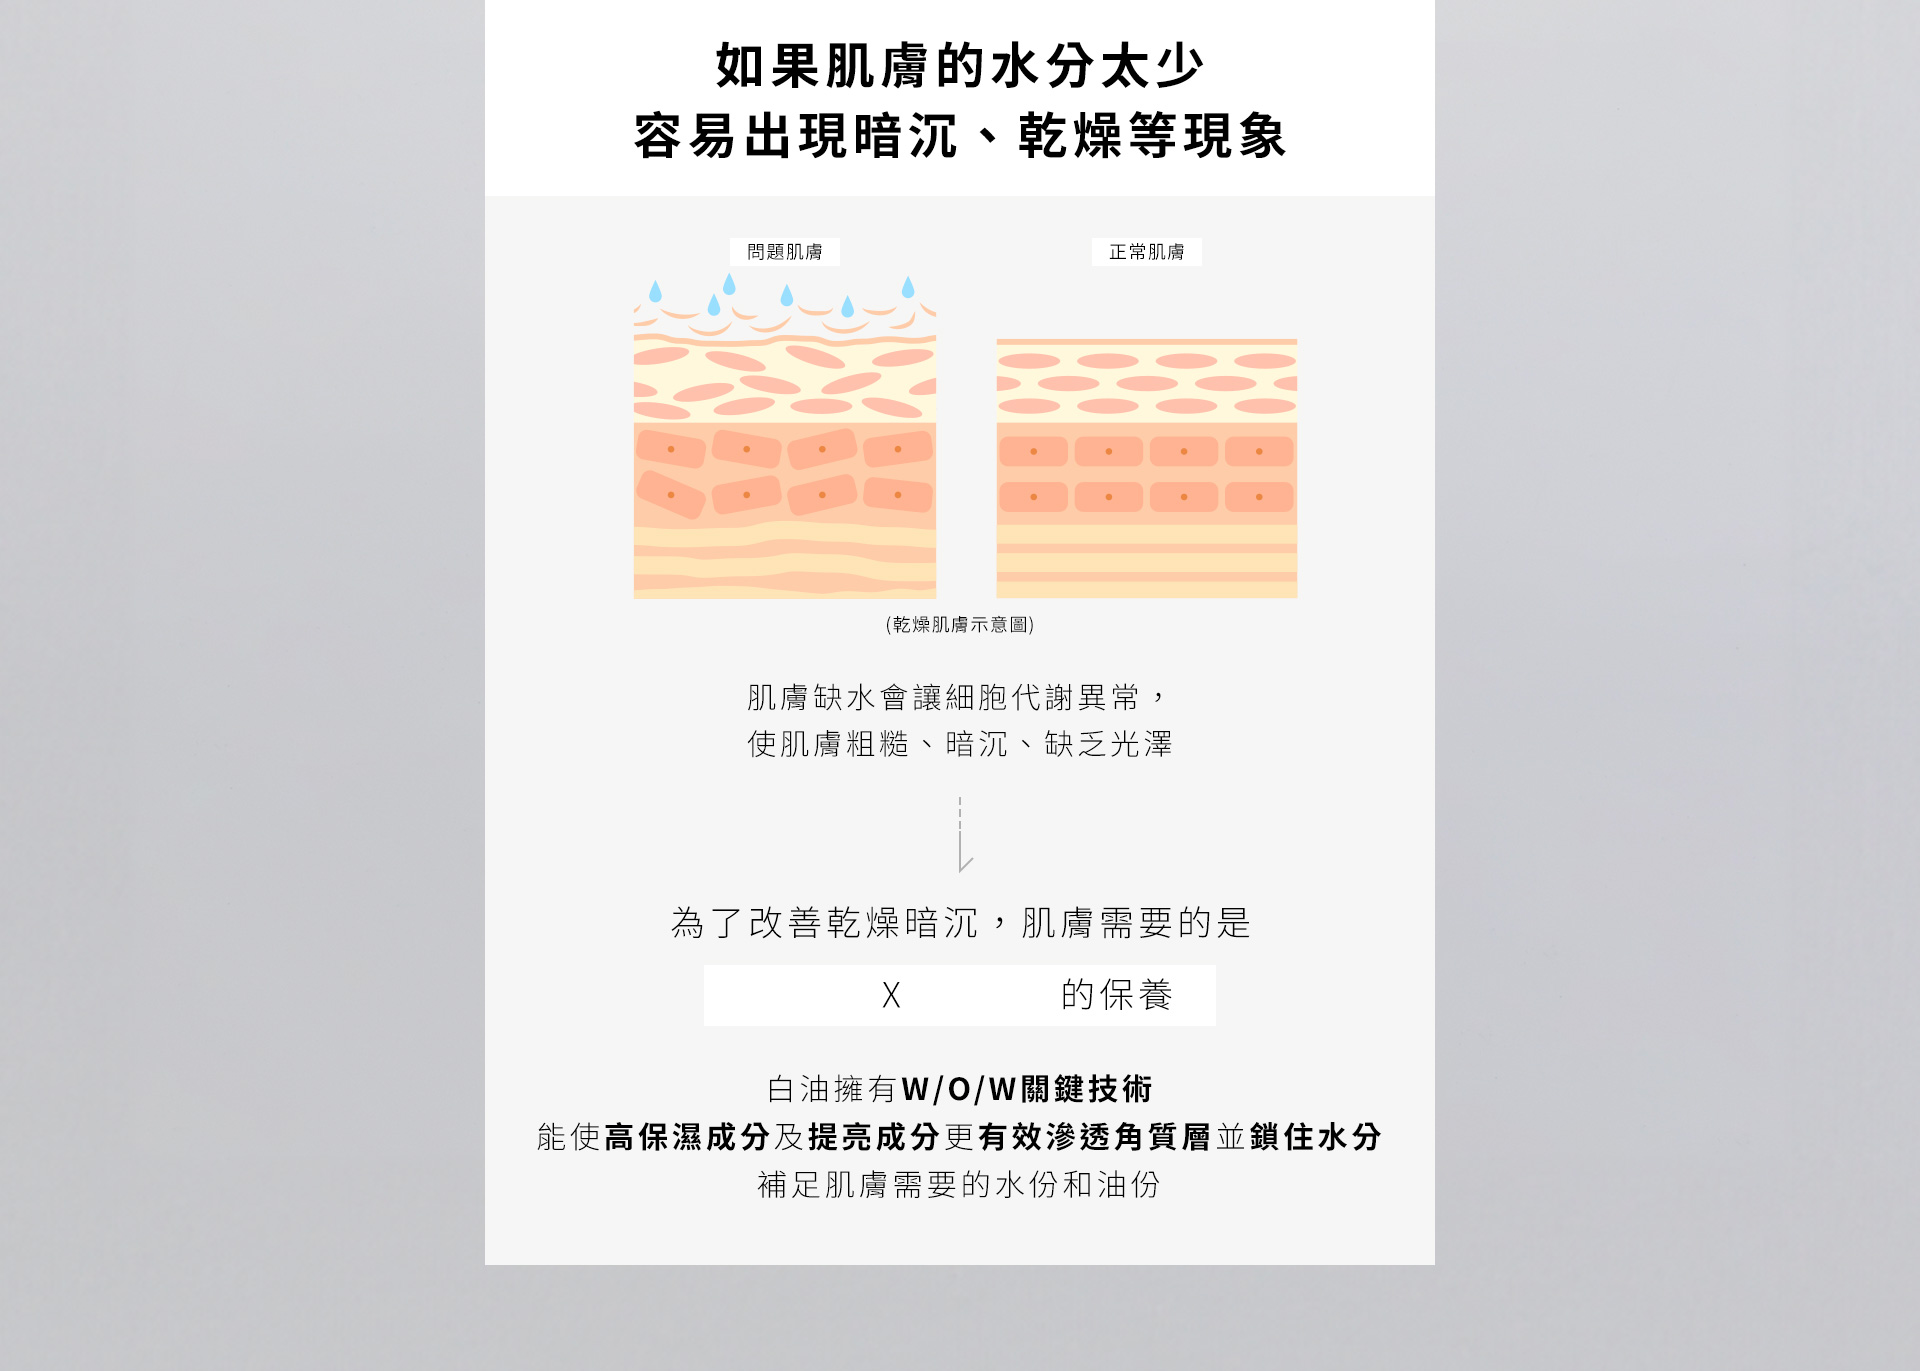 如果肌膚的水分太少
容易出現暗沉、乾燥等現象
問題肌膚
正常肌膚
(乾燥肌膚示意圖)
肌膚缺水會讓細胞代謝異常，
使肌膚粗糙、暗沉、缺乏光澤
為了改善乾燥暗沉，肌膚需要的是
X 的保養
白油擁有W/O/W關鍵技術
能使高保濕成分及提亮成分更有效滲透角質層並鎖住水分
補足肌膚需要的水份和油份